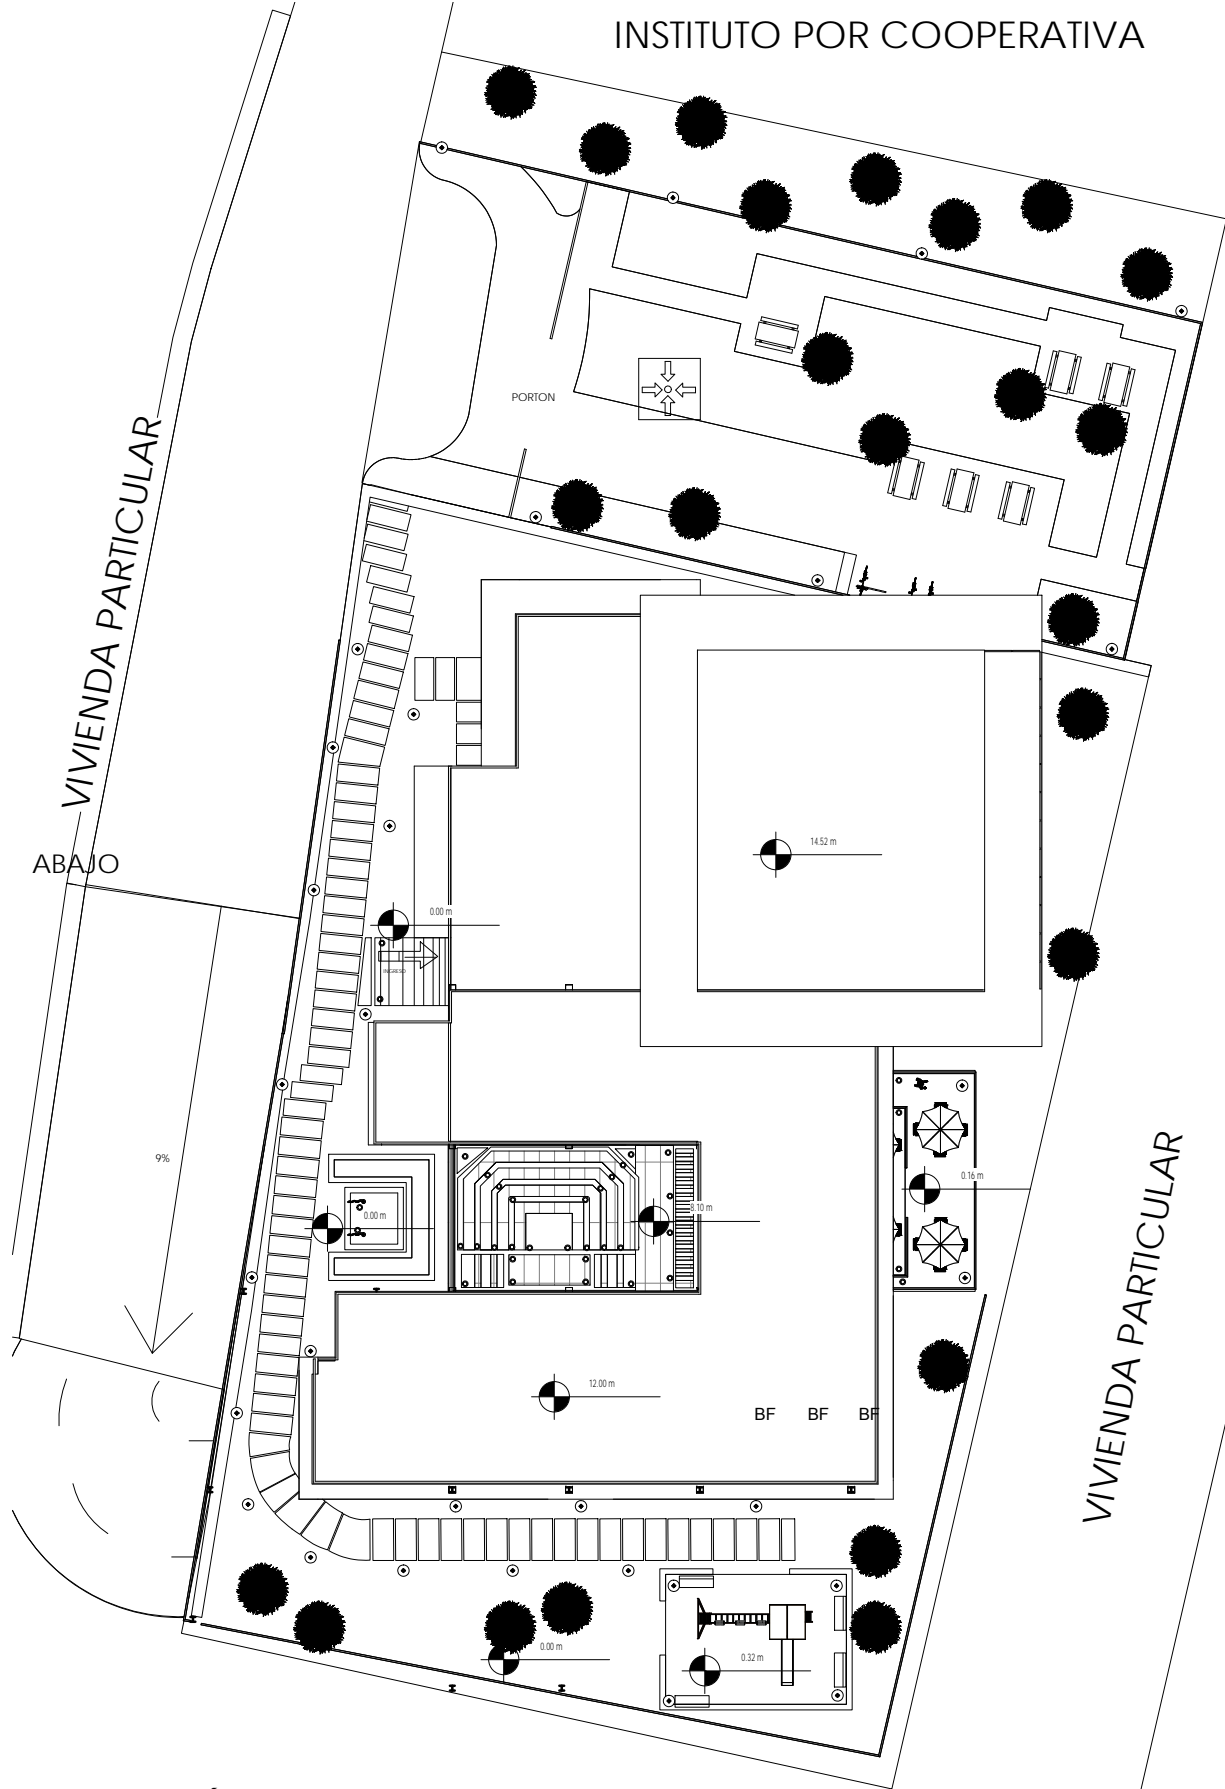 INSTITUTO POR COOPERATIVA
PORTON
VIVIENDA PARTICULAR
14.52 m
ABAJO
0.00 m
INGRESO
9%
0.16 m
8.10 m
0.00 m
VIVIENDA PARTICULAR
12.00 m
BF BF BF
0.00 m
0.32 m